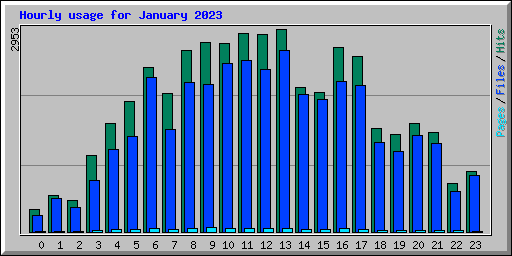 Hourly usage for January 2023
2953
0 1 2 3 4 5 6 7 8 9 10 11 12 13 14 15 16 17 18 19 20 21 22 23
Pages / Files / Hits